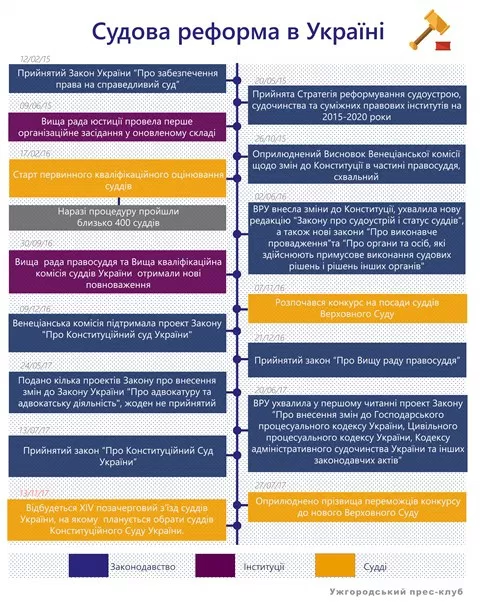 Судова реформа в Україні
12/02/15
Прийнятий Закон України "Про забезпечення
права на справедливий суд"
20/05/15
Прийнята Стратегія реформування судоустрою,
судочинства та суміжних правових інститутів на
2015-2020 роки
09/06/15
Вища рада юстиції провела перше
організаційне засідання у оновленому складі
26/10/15
Оприлюднений Висновок Венеціанської комісії
щодо змін до Конституції в частині правосуддя,
схвальний
17/02/16
Старт первинного кваліфікаційного оцінювання
суддів
Наразі процедуру пройшли
близько 400 суддів
02/06/16
ВРУ внесла зміни до Конституції, ухвалила нову
редакцію "Закону про судоустрій і статус суддів",
а також нові закони "Про виконавче
провадження"та "Про органи та осіб, які
здійснюють примусове виконання судових
рішень і рішень інших органів"
30/09/16
Вища рада правосуддя та Вища кваліфікаційна
комісія суддів України отримали нові
повноваження
07/11/16
Розпочався конкурс на посади суддів
Верховного Суду
09/12/16
Венеціанська комісія підтримала проект Закону
"Про Конституційний суд України"
21/12/16
Прийнятий закон "Про Вищу раду правосуддя"
24/05/17
Подано кілька проектів Закону про внесення
змін до Закону України "Про адвокатуру та
адвокатську діяльність", жоден не прийнятий
20/06/17
ВРУ ухвалила у першому читанні проект Закону
"Про внесення змін до Господарського
процесуального кодексу України, Цивільного
процесуального кодексу України, Кодексу
адміністративного судочинства України та інших
законодавчих актів"
13/07/17
Прийнятий закон "Про Конституційний Суд
України"
27/07/17
Оприлюднено прізвища переможців конкурсу
до нового Верховного Суду
13/11/17
Відбудеться XIV позачерговий з'їзд суддів
України, на якому планується обрати суддів
Конституційного Суду України.
Законодавство
Інституції
Судді
Ужгородський прес-клуб